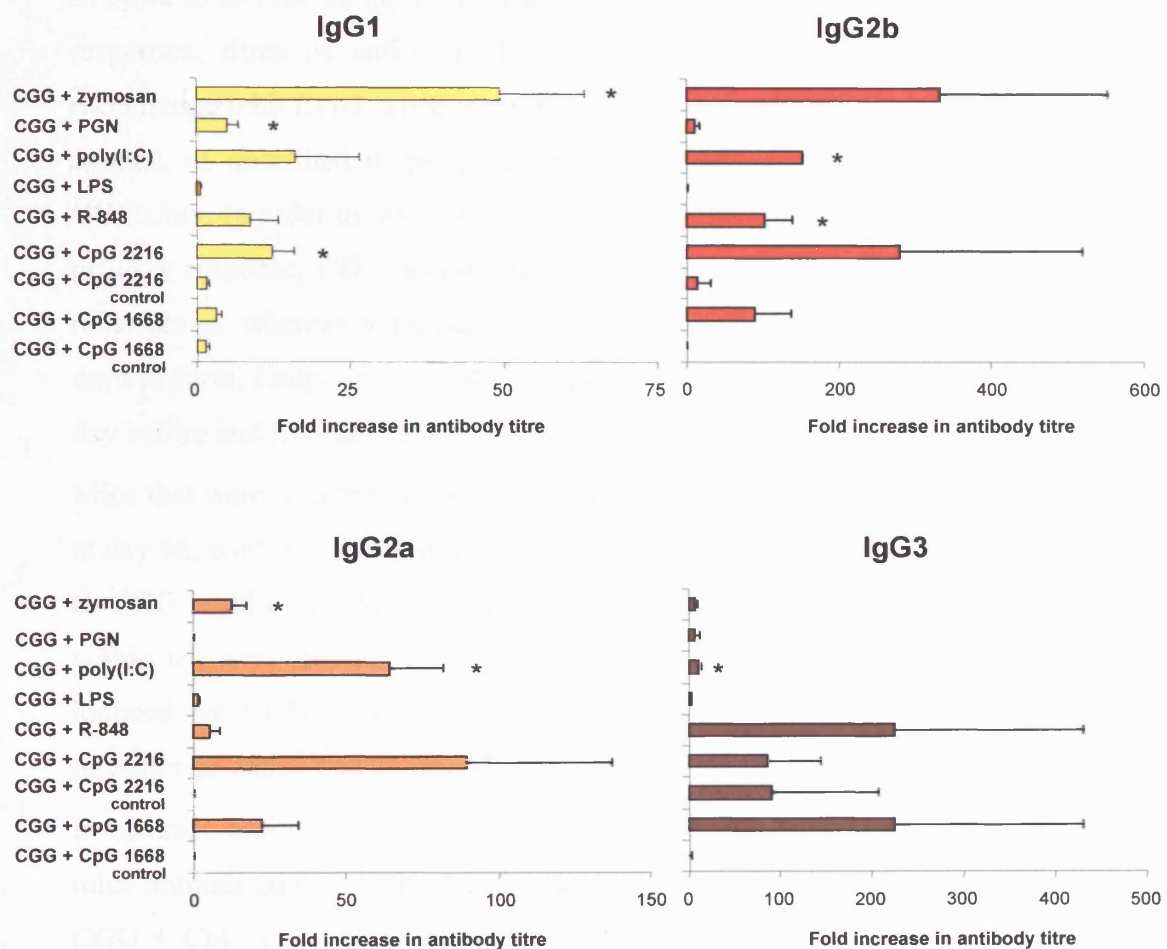 IgG1
CGG + zymosan
CGG + PGN
CGG + poly(I:C)
CGG + LPS
CGG + R-848
CGG + CpG 2216
CGG + CpG 2216
control
CGG + CpG 1668
CGG + CpG 1668
control
*
*
*
0 25 50 75
Fold increase in antibody titre
IgG2b
*
*
0 200 400 600
Fold increase in antibody titre
IgG2a
CGG + zymosan
CGG + PGN
CGG + poly(I:C)
CGG + LPS
CGG + R-848
CGG + CpG 2216
CGG + CpG 2216
control
CGG + CpG 1668
CGG + CpG 1668
control
*
*
0 50 100 150
Fold increase in antibody titre
IgG3
*
0 100 200 300 400 500
Fold increase in antibody titre